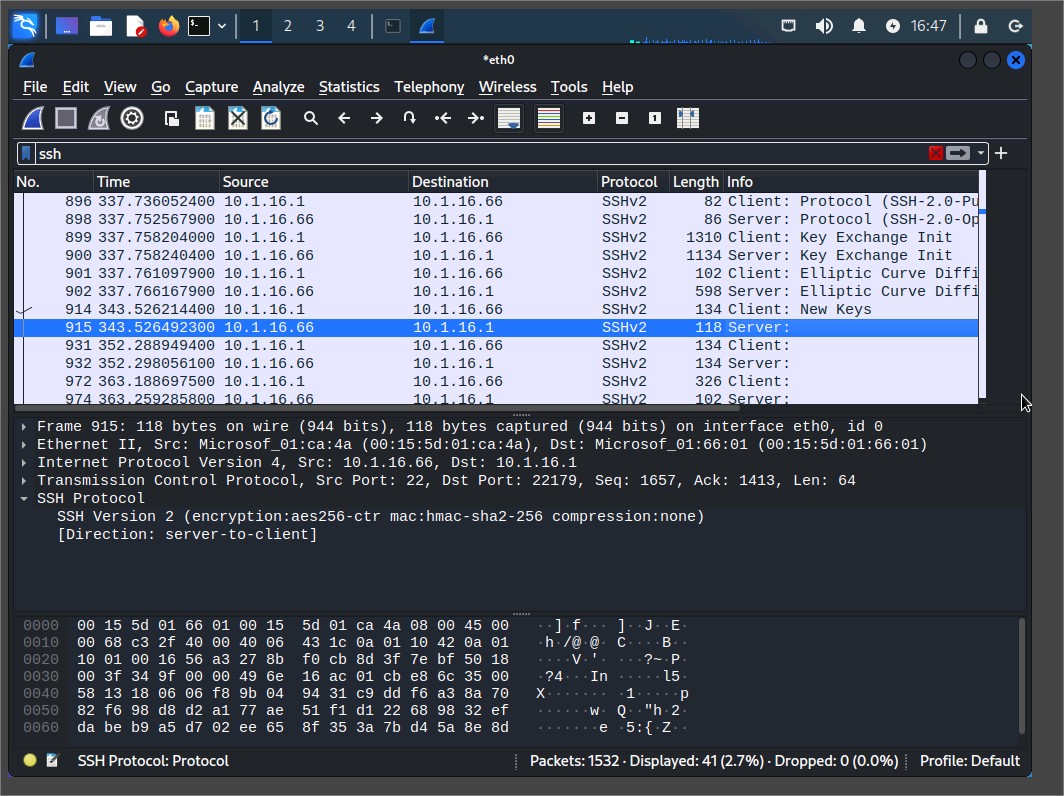 1 2 3 4 16:47
*eth0
File Edit View Go Capture Analyze Statistics Telephony Wireless Tools Help
ssh
No. Time Source Destination Protocol Length Info
896 337.736052400 10.1.16.1 10.1.16.66 SSHv2 82 Client: Protocol (SSH-2.0-Pu
898 337.752567900 10.1.16.66 10.1.16.1 SSHv2 86 Server: Protocol (SSH-2.0-Op
899 337.758204000 10.1.16.1 10.1.16.66 SSHv2 1310 Client: Key Exchange Init
900 337.758240400 10.1.16.66 10.1.16.1 SSHv2 1134 Server: Key Exchange Init
901 337.761097900 10.1.16.1 10.1.16.66 SSHv2 102 Client: Elliptic Curve Diffi
902 337.766167900 10.1.16.66 10.1.16.1 SSHv2 598 Server: Elliptic Curve Diffi
914 343.526214400 10.1.16.1 10.1.16.66 SSHv2 134 Client: New Keys
915 343.526492300 10.1.16.66 10.1.16.1 SSHv2 118 Server:
931 352.288949400 10.1.16.1 10.1.16.66 SSHv2 134 Client:
932 352.298056100 10.1.16.66 10.1.16.1 SSHv2 134 Server:
972 363.188697500 10.1.16.1 10.1.16.66 SSHv2 326 Client:
974 363.259285800 10.1.16.66 10.1.16.1 SSHv2 102 Server:
Frame 915: 118 bytes on wire (944 bits), 118 bytes captured (944 bits) on interface eth0, id 0
Ethernet II, Src: Microsof_01:ca:4a (00:15:5d:01:ca:4a), Dst: Microsof_01:66:01 (00:15:5d:01:66:01)
Internet Protocol Version 4, Src: 10.1.16.66, Dst: 10.1.16.1
Transmission Control Protocol, Src Port: 22, Dst Port: 22179, Seq: 1657, Ack: 1413, Len: 64
SSH Protocol
SSH Version 2 (encryption:aes256-ctr mac:hmac-sha2-256 compression:none)
[Direction: server-to-client]
0000 00 15 5d 01 66 01 00 15 5d 01 ca 4a 08 00 45 00 ··]·f··· ]··J··E·
0010 00 68 c3 2f 40 00 40 06 43 1c 0a 01 10 42 0a 01 ·h·/@·@· C····B··
0020 10 01 00 16 56 a3 27 8b f0 cb 8d 3f 7e bf 50 18 ····V·'· ···?~·P·
0030 00 3f 34 9f 00 00 49 6e 16 ac 01 cb e8 6c 35 00 ·?4···In ·····l5·
0040 58 13 18 06 06 f8 9b 04 94 31 c9 dd f6 a3 8a 70 X······· ·1·····p
0050 82 f6 98 d8 d2 a1 77 ae 51 f1 d1 22 68 98 32 ef ······w· Q··"h·2·
0060 da be b9 a5 d7 02 ee 65 8f 35 3a 7b d4 5a 8e 8d ·······e ·5:{·Z··
SSH Protocol: Protocol Packets: 1532 · Displayed: 41 (2.7%) · Dropped: 0 (0.0%) Profile: Default